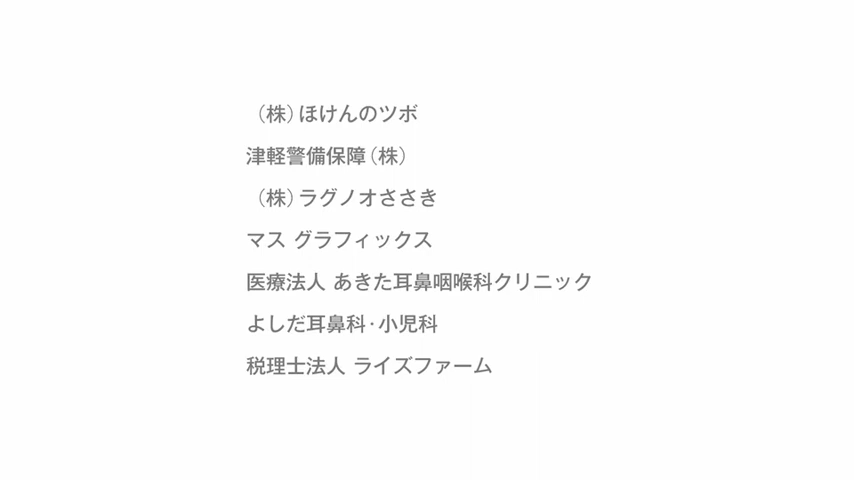 （株）ほけんのツボ
津軽警備保障（株）
（株）ラグノオささき
マス グラフィックス
医療法人 あきた耳鼻咽喉科クリニック
よしだ耳鼻科・小児科
税理士法人 ライズファーム